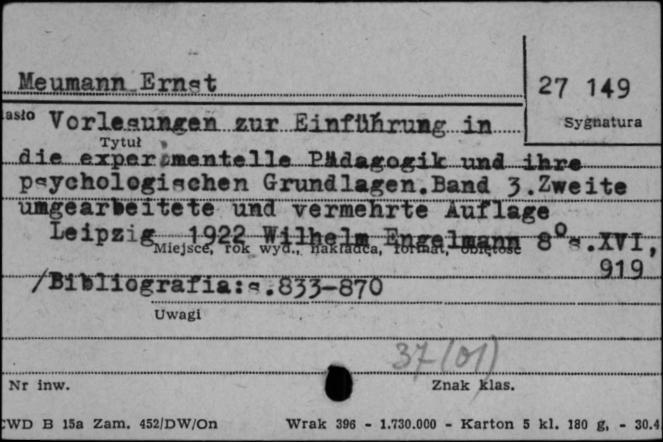 Meumann Ernst
27 149
asło Vorlesungen zur Einführung in
Sygnatura
Tytuł
die experimentelle Pädagogik und ihre
psychologischen Grundlagen.Band 3.Zweite
umgearbeitete und vermehrte Auflage
Leipzig 1922 Wilhelm Engelmann 8° s.XVI,
Miejsce, rok wyd., nakładca, format, objętość
919
/Bibliografia:s.833-870
Uwagi
37(01)
Nr inw.
Znak klas.
CWD B 15a Zam. 452/DW/On Wrak 396 - 1.730.000 - Karton 5 kl. 180 g, - 30.4